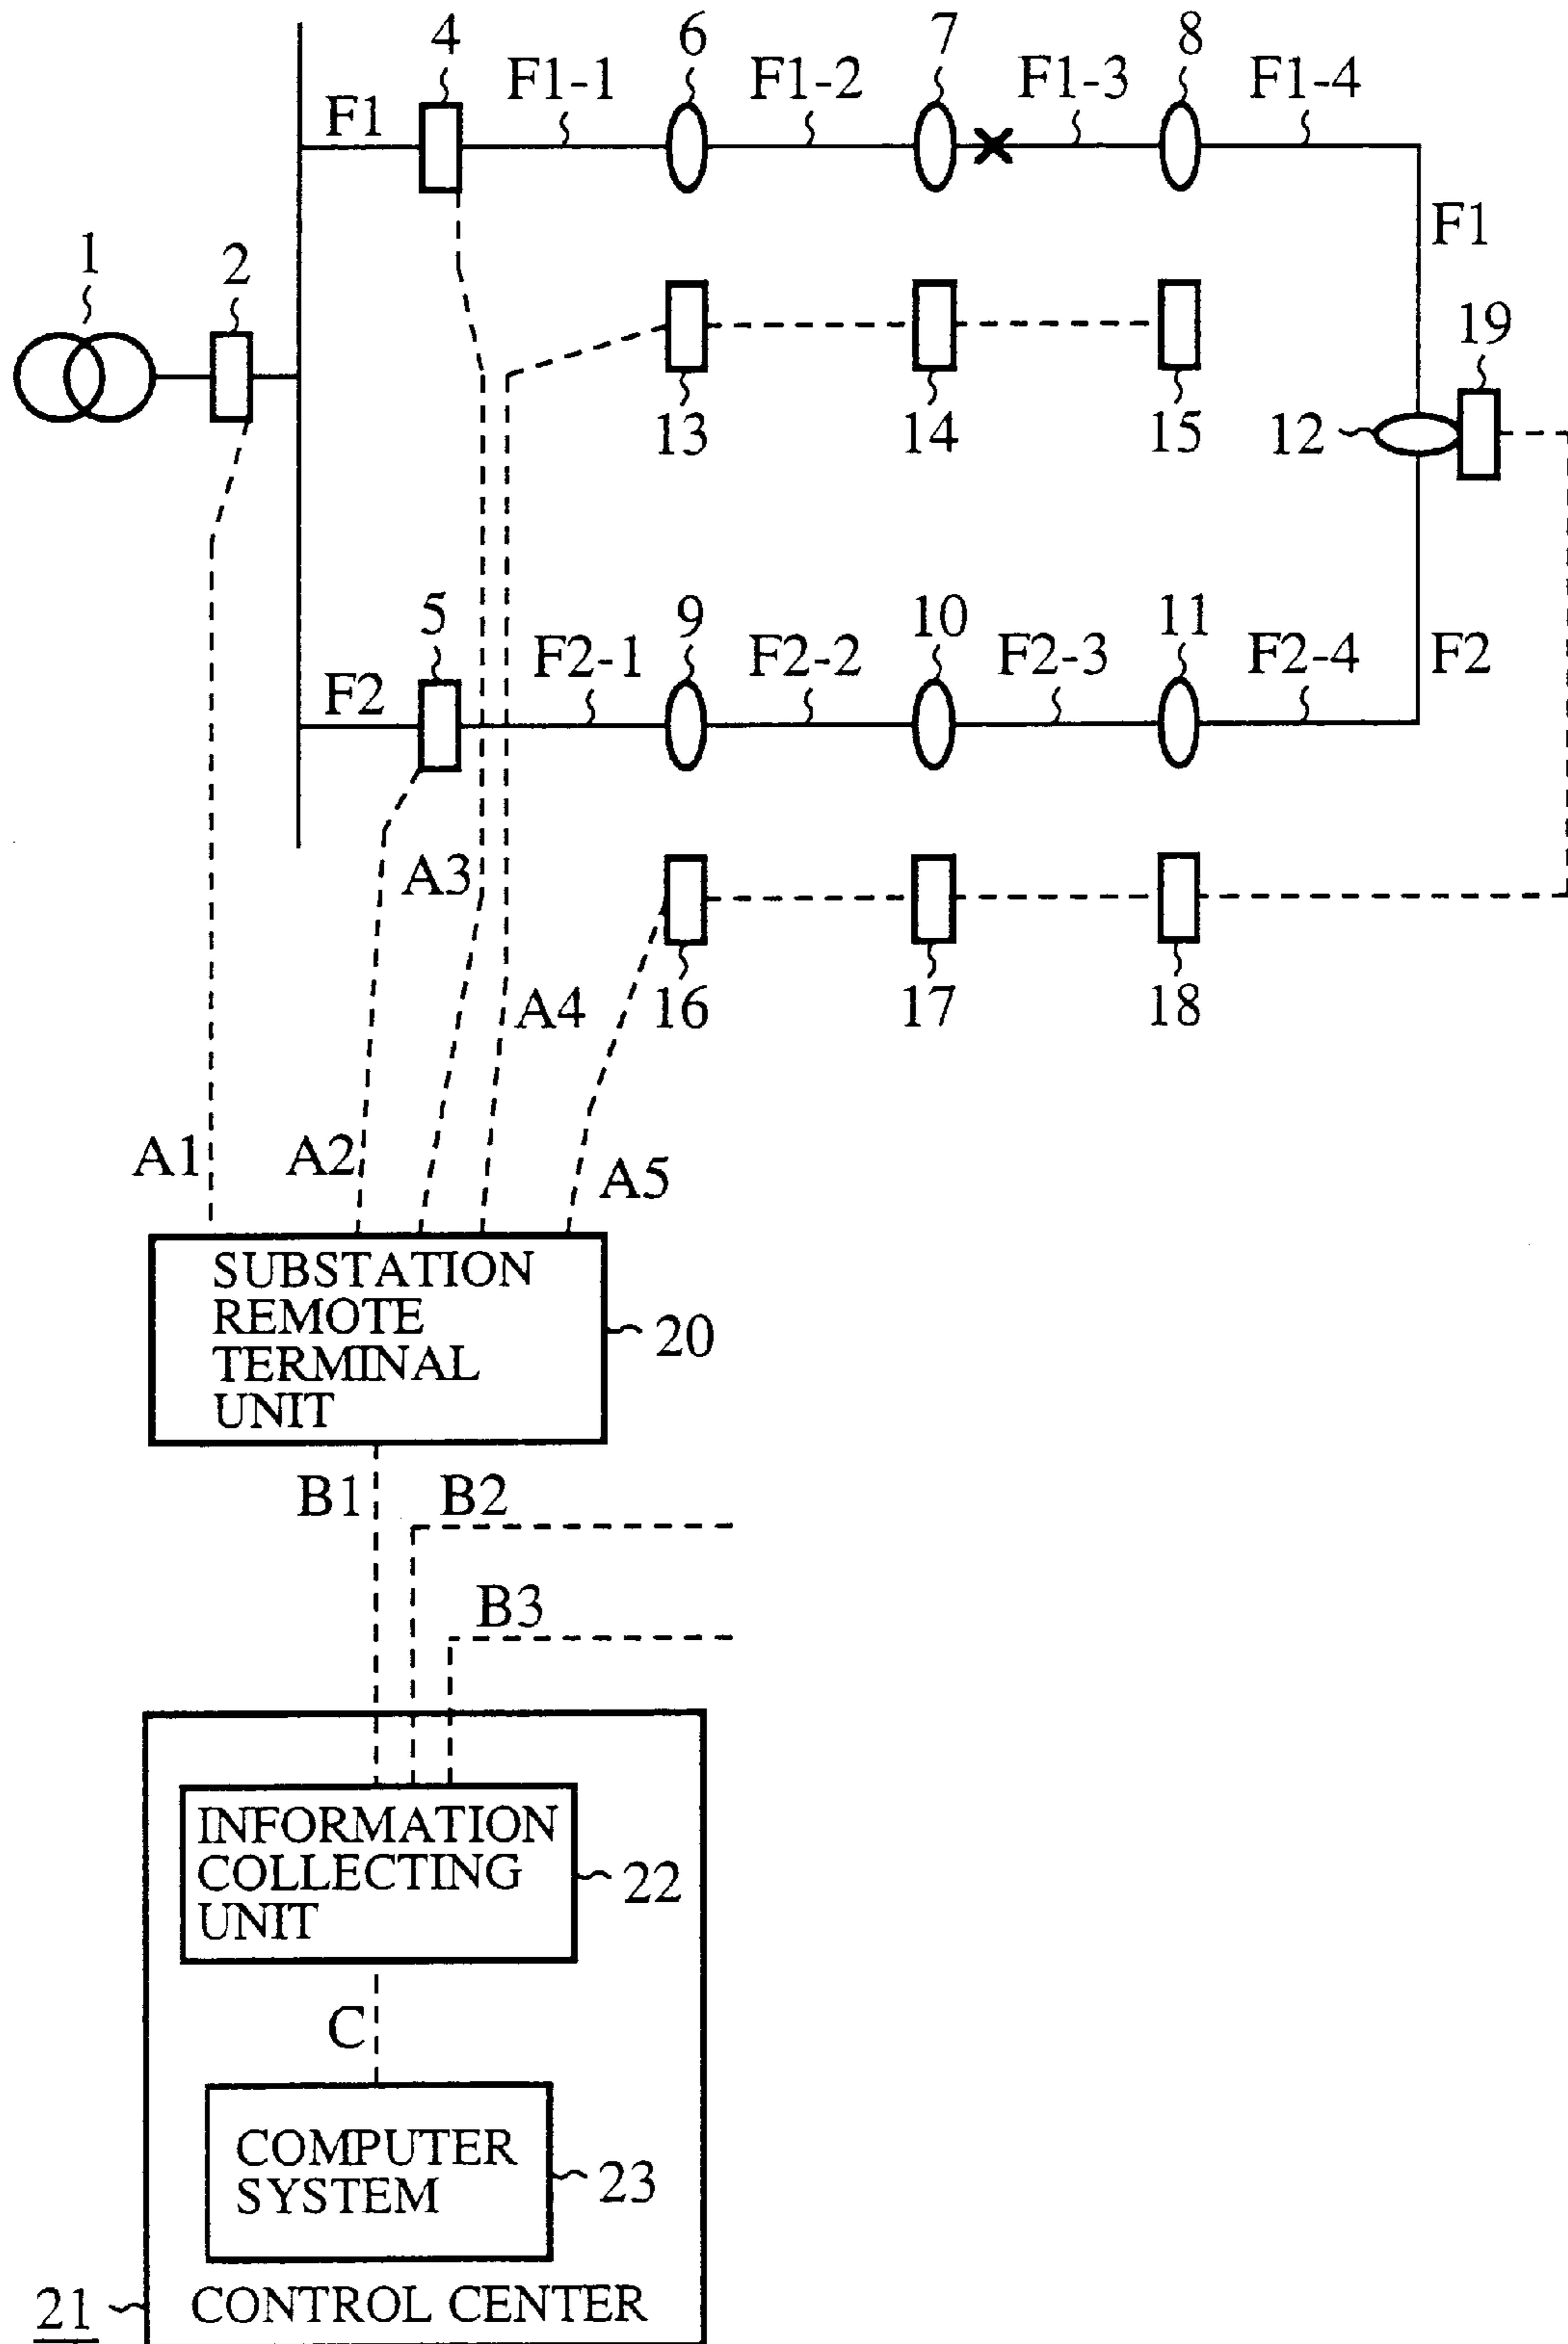 4
6
7
8
F1
F1-1
F1-2
F1-3
F1-4
F1
1
2
13
14
15
12
19
5
9
10
11
F2
F2-1
F2-2
F2-3
F2-4
F2
A3
16
17
18
A4
A1
A2
A5
SUBSTATION
REMOTE
TERMINAL
UNIT
20
B1
B2
B3
INFORMATION
COLLECTING
UNIT
22
C
COMPUTER
SYSTEM
23
21
CONTROL CENTER